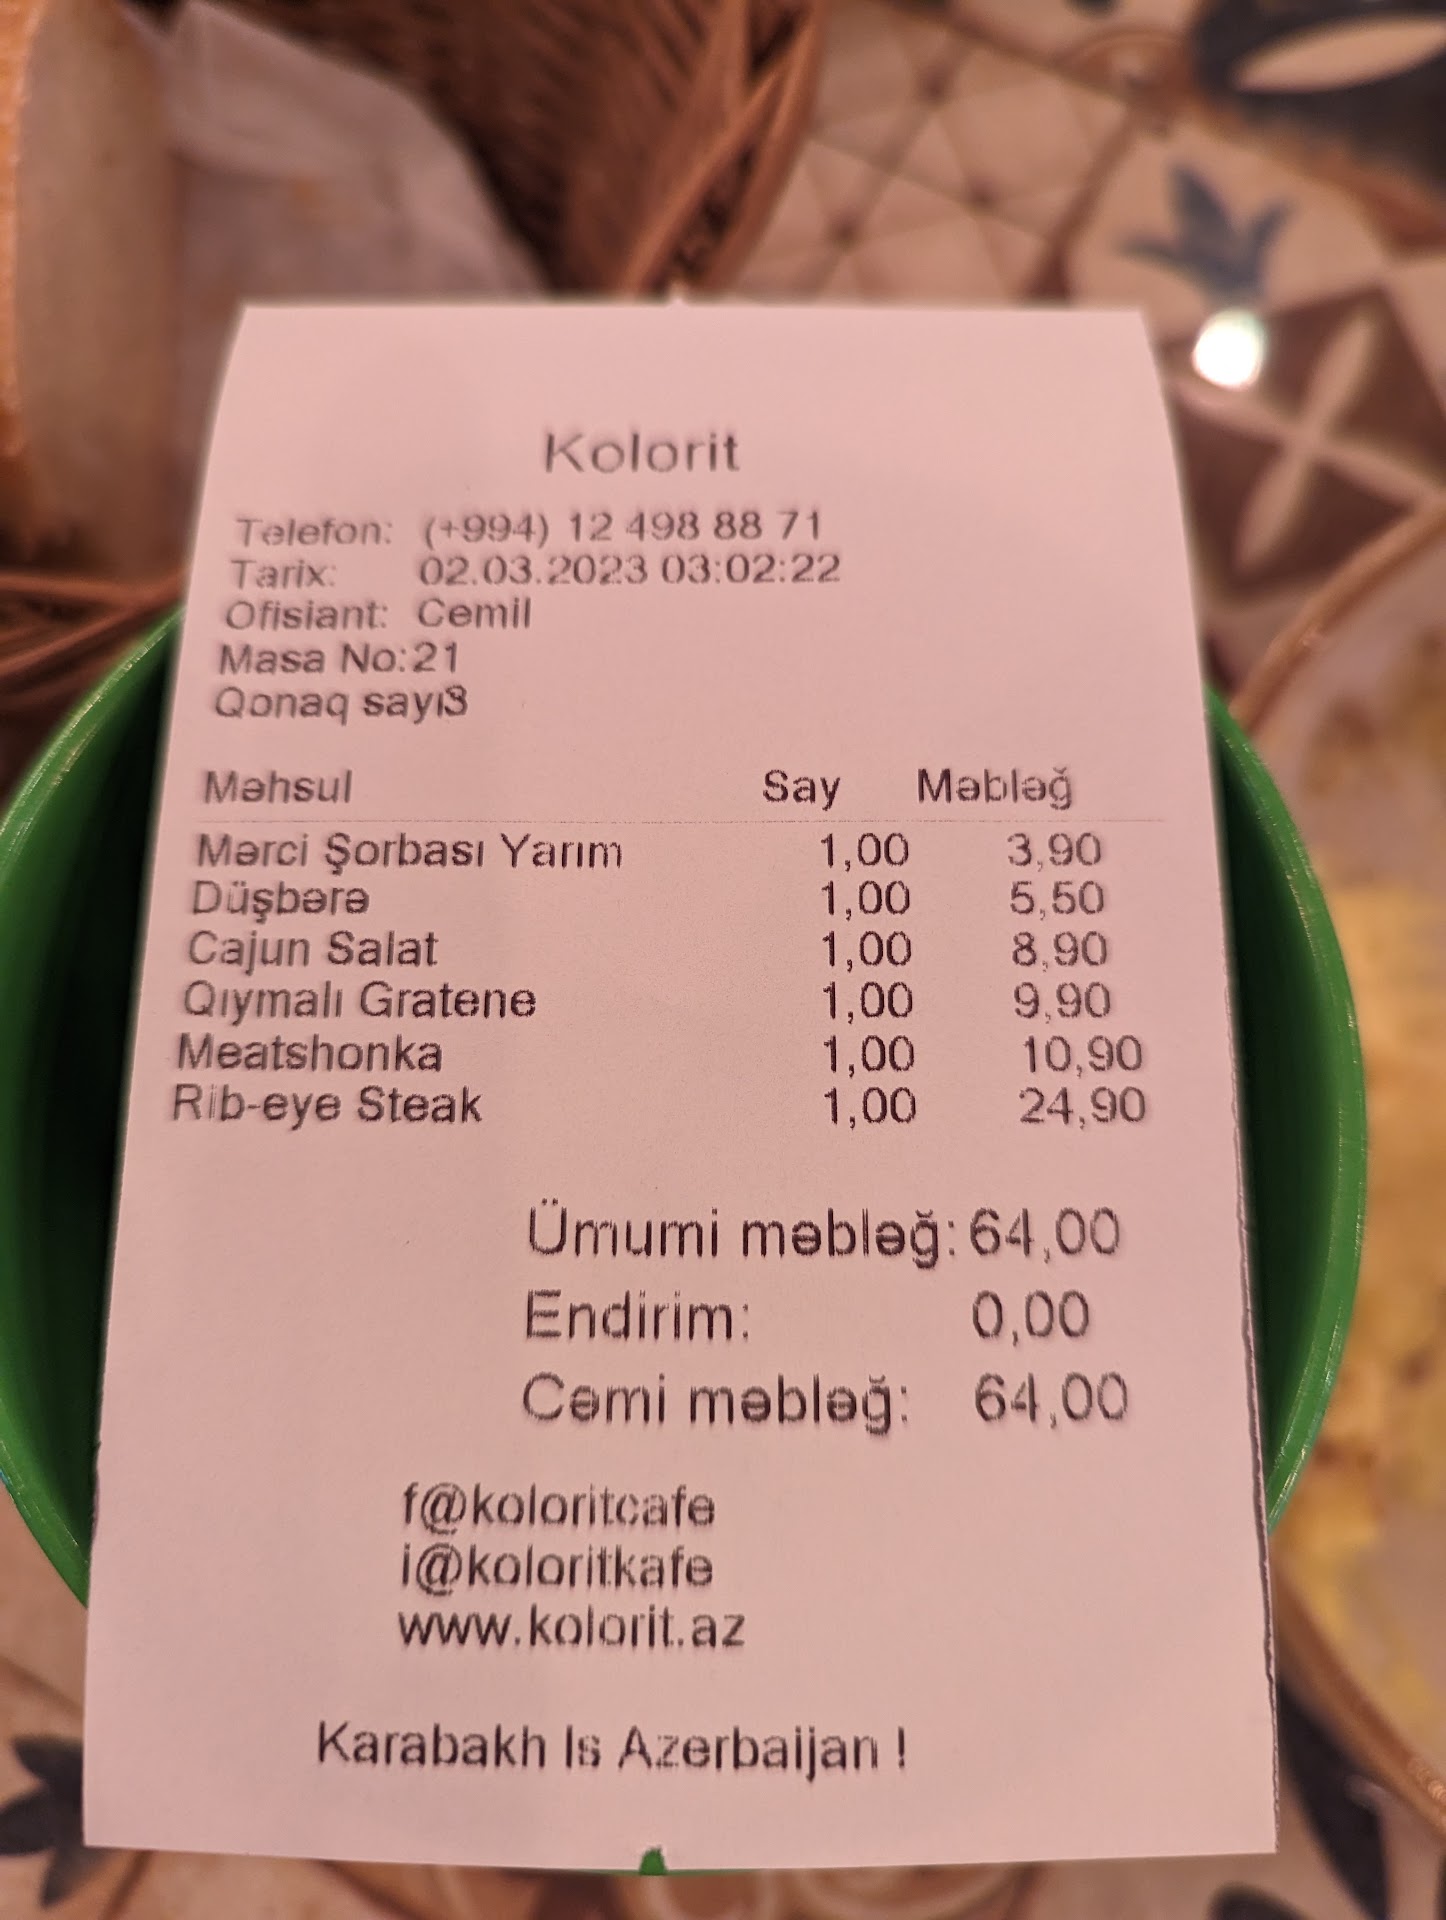 Kolorit
Telefon: (+994) 12 498 88 71
Tarix: 02.03.2023 03:02:22
Ofisiant: Cemil
Masa No:21
Qonaq sayı3
Məhsul Say Məbləğ
Mərci Şorbası Yarım 1,00 3,90
Düşbərə 1,00 5,50
Cajun Salat 1,00 8,90
Qıymalı Gratene 1,00 9,90
Meatshonka 1,00 10,90
Rib-eye Steak 1,00 24,90
Ümumi məbləğ: 64,00
Endirim: 0,00
Cəmi məbləğ: 64,00
f@koloritcafe
i@koloritkafe
www.kolorit.az
Karabakh Is Azerbaijan !